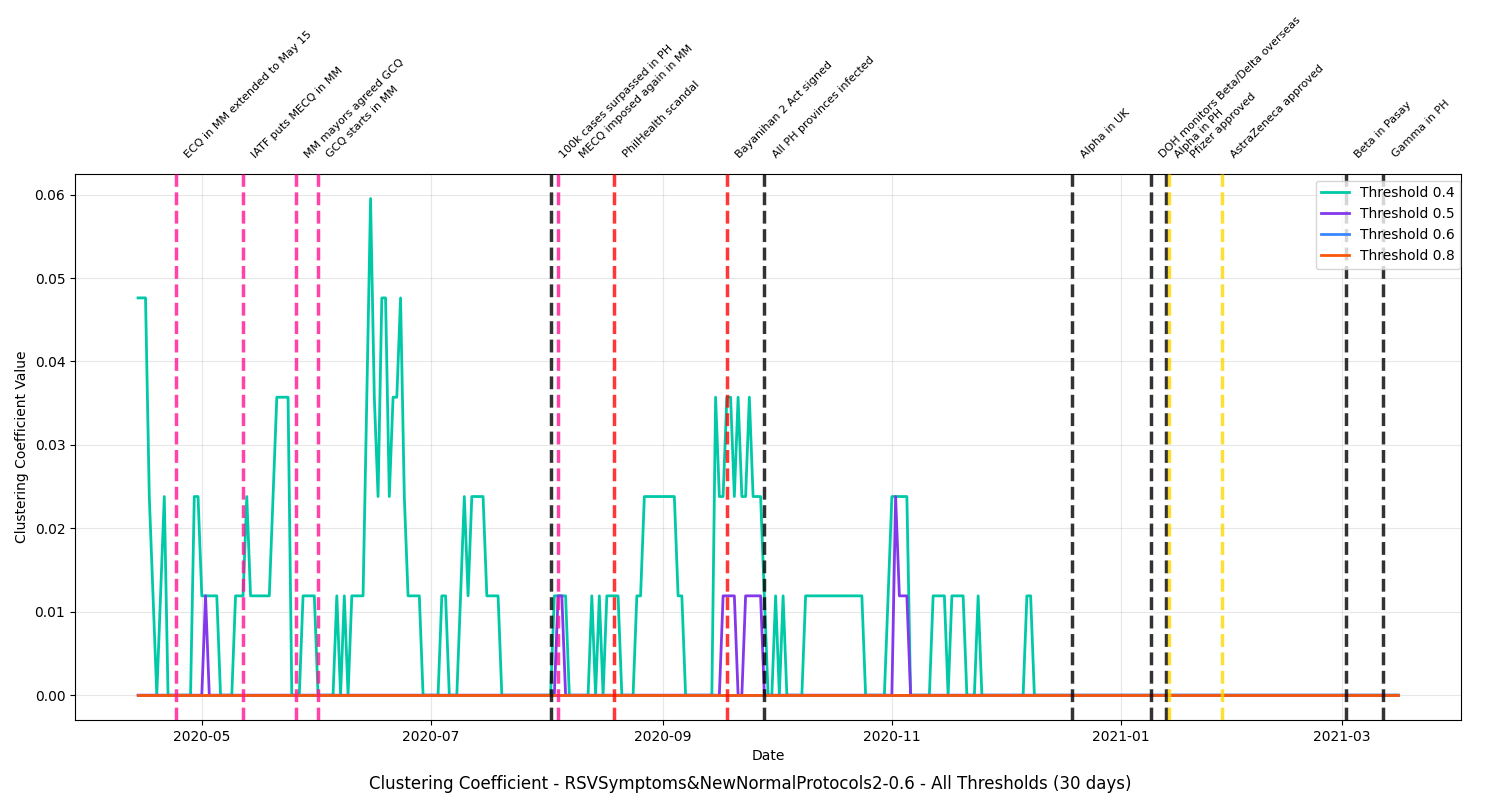 ECQ in MM extended to May 15
IATF puts MECQ in MM
MM mayors agreed GCQ
GCQ starts in MM
100k cases surpassed in PH
MECQ imposed again in MM
PhilHealth scandal
Bayanihan 2 Act signed
All PH provinces infected
Alpha in UK
DOH monitors Beta/Delta overseas
Alpha in PH
Pfizer approved
AstraZeneca approved
Beta in Pasay
Gamma in PH
Threshold 0.4
Threshold 0.5
Threshold 0.6
Threshold 0.8
Clustering Coefficient Value
0.06
0.05
0.04
0.03
0.02
0.01
0.00
2020-05
2020-07
2020-09
2020-11
2021-01
2021-03
Date
Clustering Coefficient - RSVSymptoms&NewNormalProtocols2-0.6 - All Thresholds (30 days)